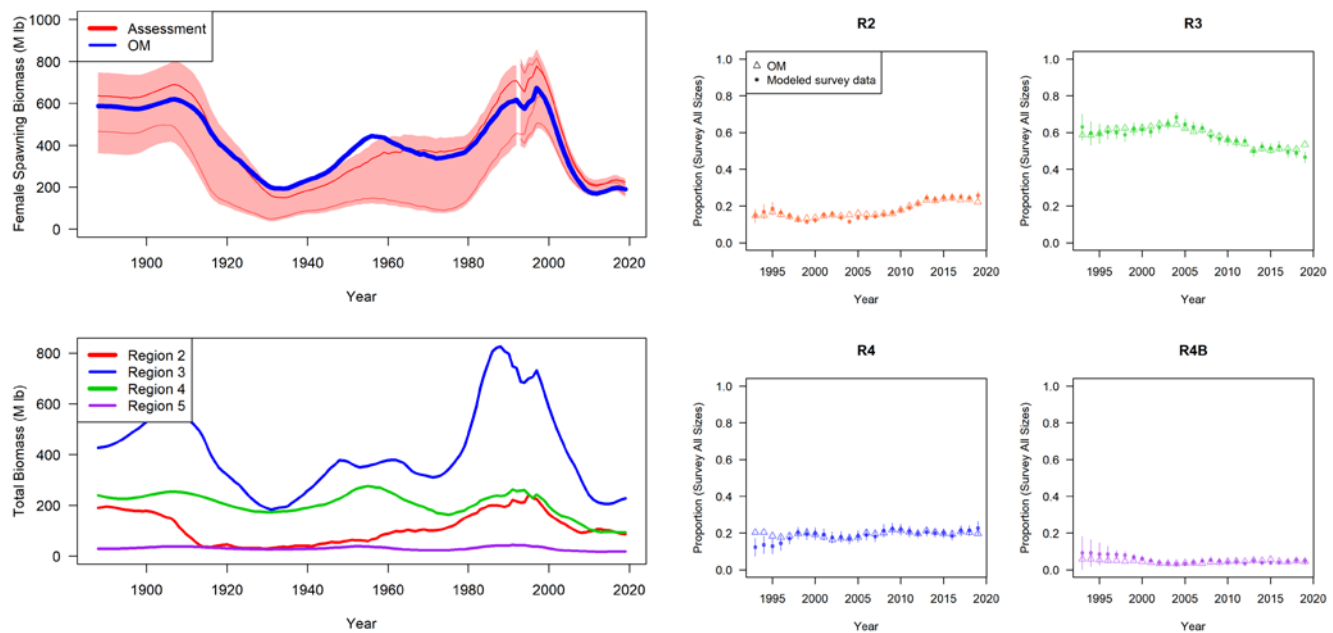 Female Spawning Biomass (M lb)
1000
800
600
400
200
0
Assessment
OM
1900 1920 1940 1960 1980 2000 2020
Year
Total Biomass (M lb)
800
600
400
200
0
Region 2
Region 3
Region 4
Region 5
1900 1920 1940 1960 1980 2000 2020
Year
R2
Proportion (Survey All Sizes)
1.0
0.8
0.6
0.4
0.2
0.0
OM
Modeled survey data
1995 2000 2005 2010 2015 2020
Year
R3
Proportion (Survey All Sizes)
1.0
0.8
0.6
0.4
0.2
0.0
1995 2000 2005 2010 2015 2020
Year
R4
Proportion (Survey All Sizes)
1.0
0.8
0.6
0.4
0.2
0.0
1995 2000 2005 2010 2015 2020
Year
R4B
Proportion (Survey All Sizes)
1.0
0.8
0.6
0.4
0.2
0.0
1995 2000 2005 2010 2015 2020
Year